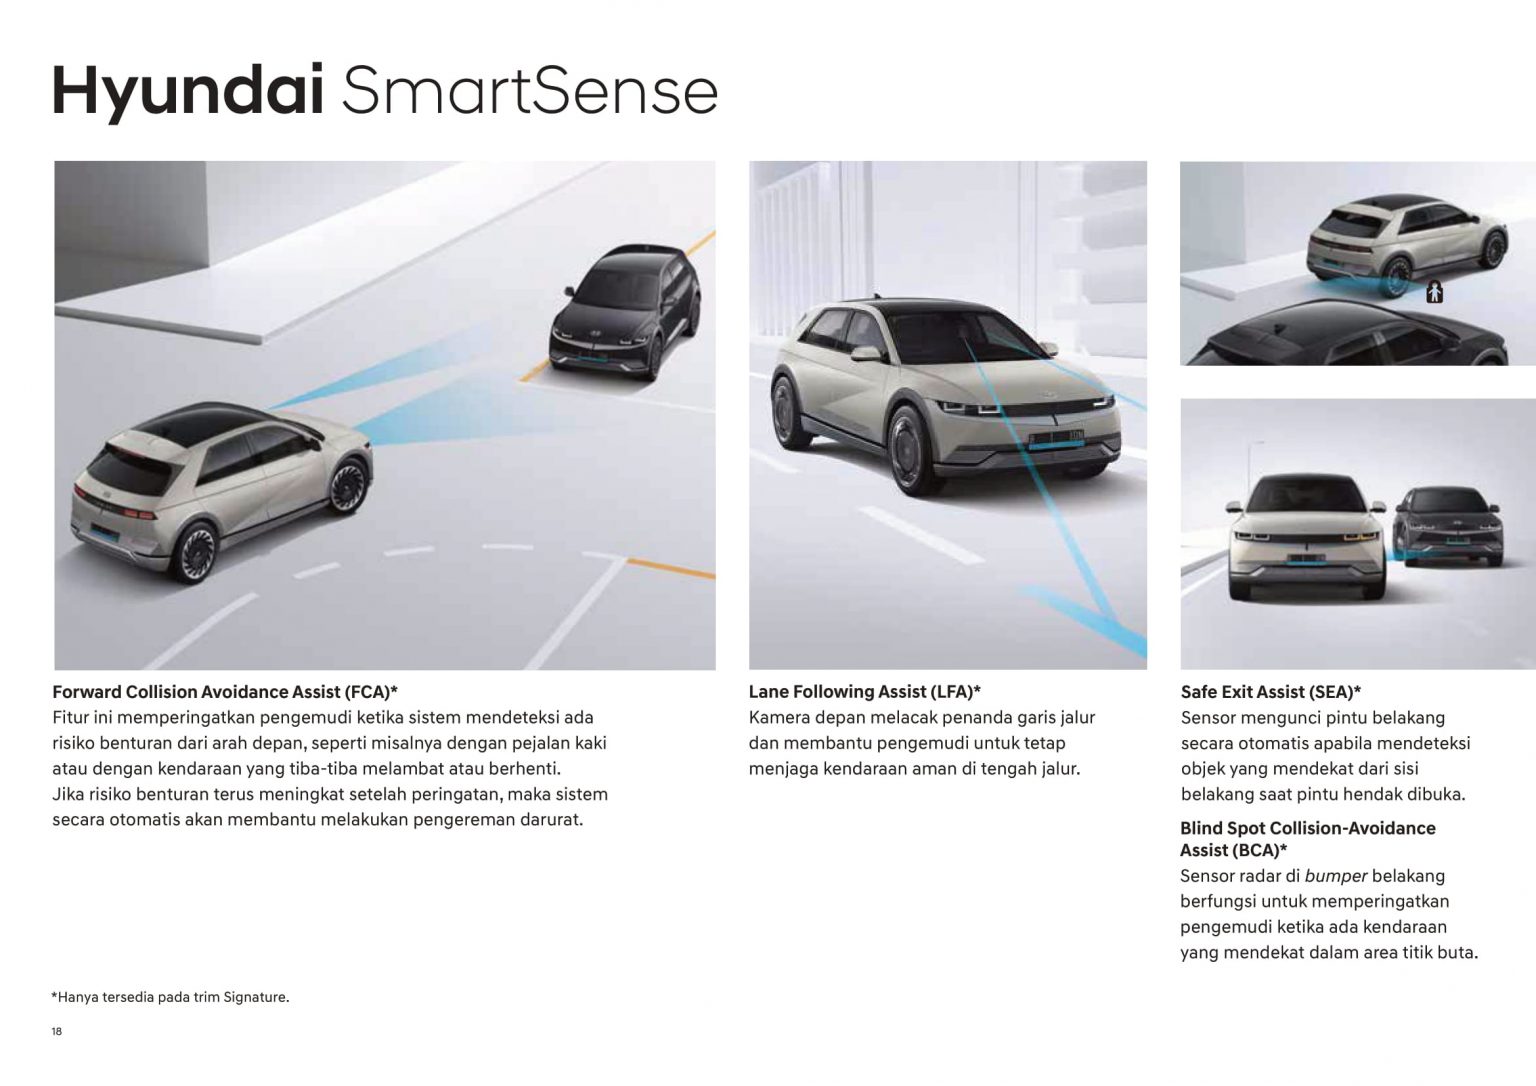 Hyundai SmartSense
Forward Collision Avoidance Assist (FCA)*
Fitur ini memperingatkan pengemudi ketika sistem mendeteksi ada
risiko benturan dari arah depan, seperti misalnya dengan pejalan kaki
atau dengan kendaraan yang tiba-tiba melambat atau berhenti.
Jika risiko benturan terus meningkat setelah peringatan, maka sistem
secara otomatis akan membantu melakukan pengereman darurat.
Lane Following Assist (LFA)*
Kamera depan melacak penanda garis jalur
dan membantu pengemudi untuk tetap
menjaga kendaraan aman di tengah jalur.
Safe Exit Assist (SEA)*
Sensor mengunci pintu belakang
secara otomatis apabila mendeteksi
objek yang mendekat dari sisi
belakang saat pintu hendak dibuka.
Blind Spot Collision-Avoidance
Assist (BCA)*
Sensor radar di bumper belakang
berfungsi untuk memperingatkan
pengemudi ketika ada kendaraan
yang mendekat dalam area titik buta.
*Hanya tersedia pada trim Signature.
18